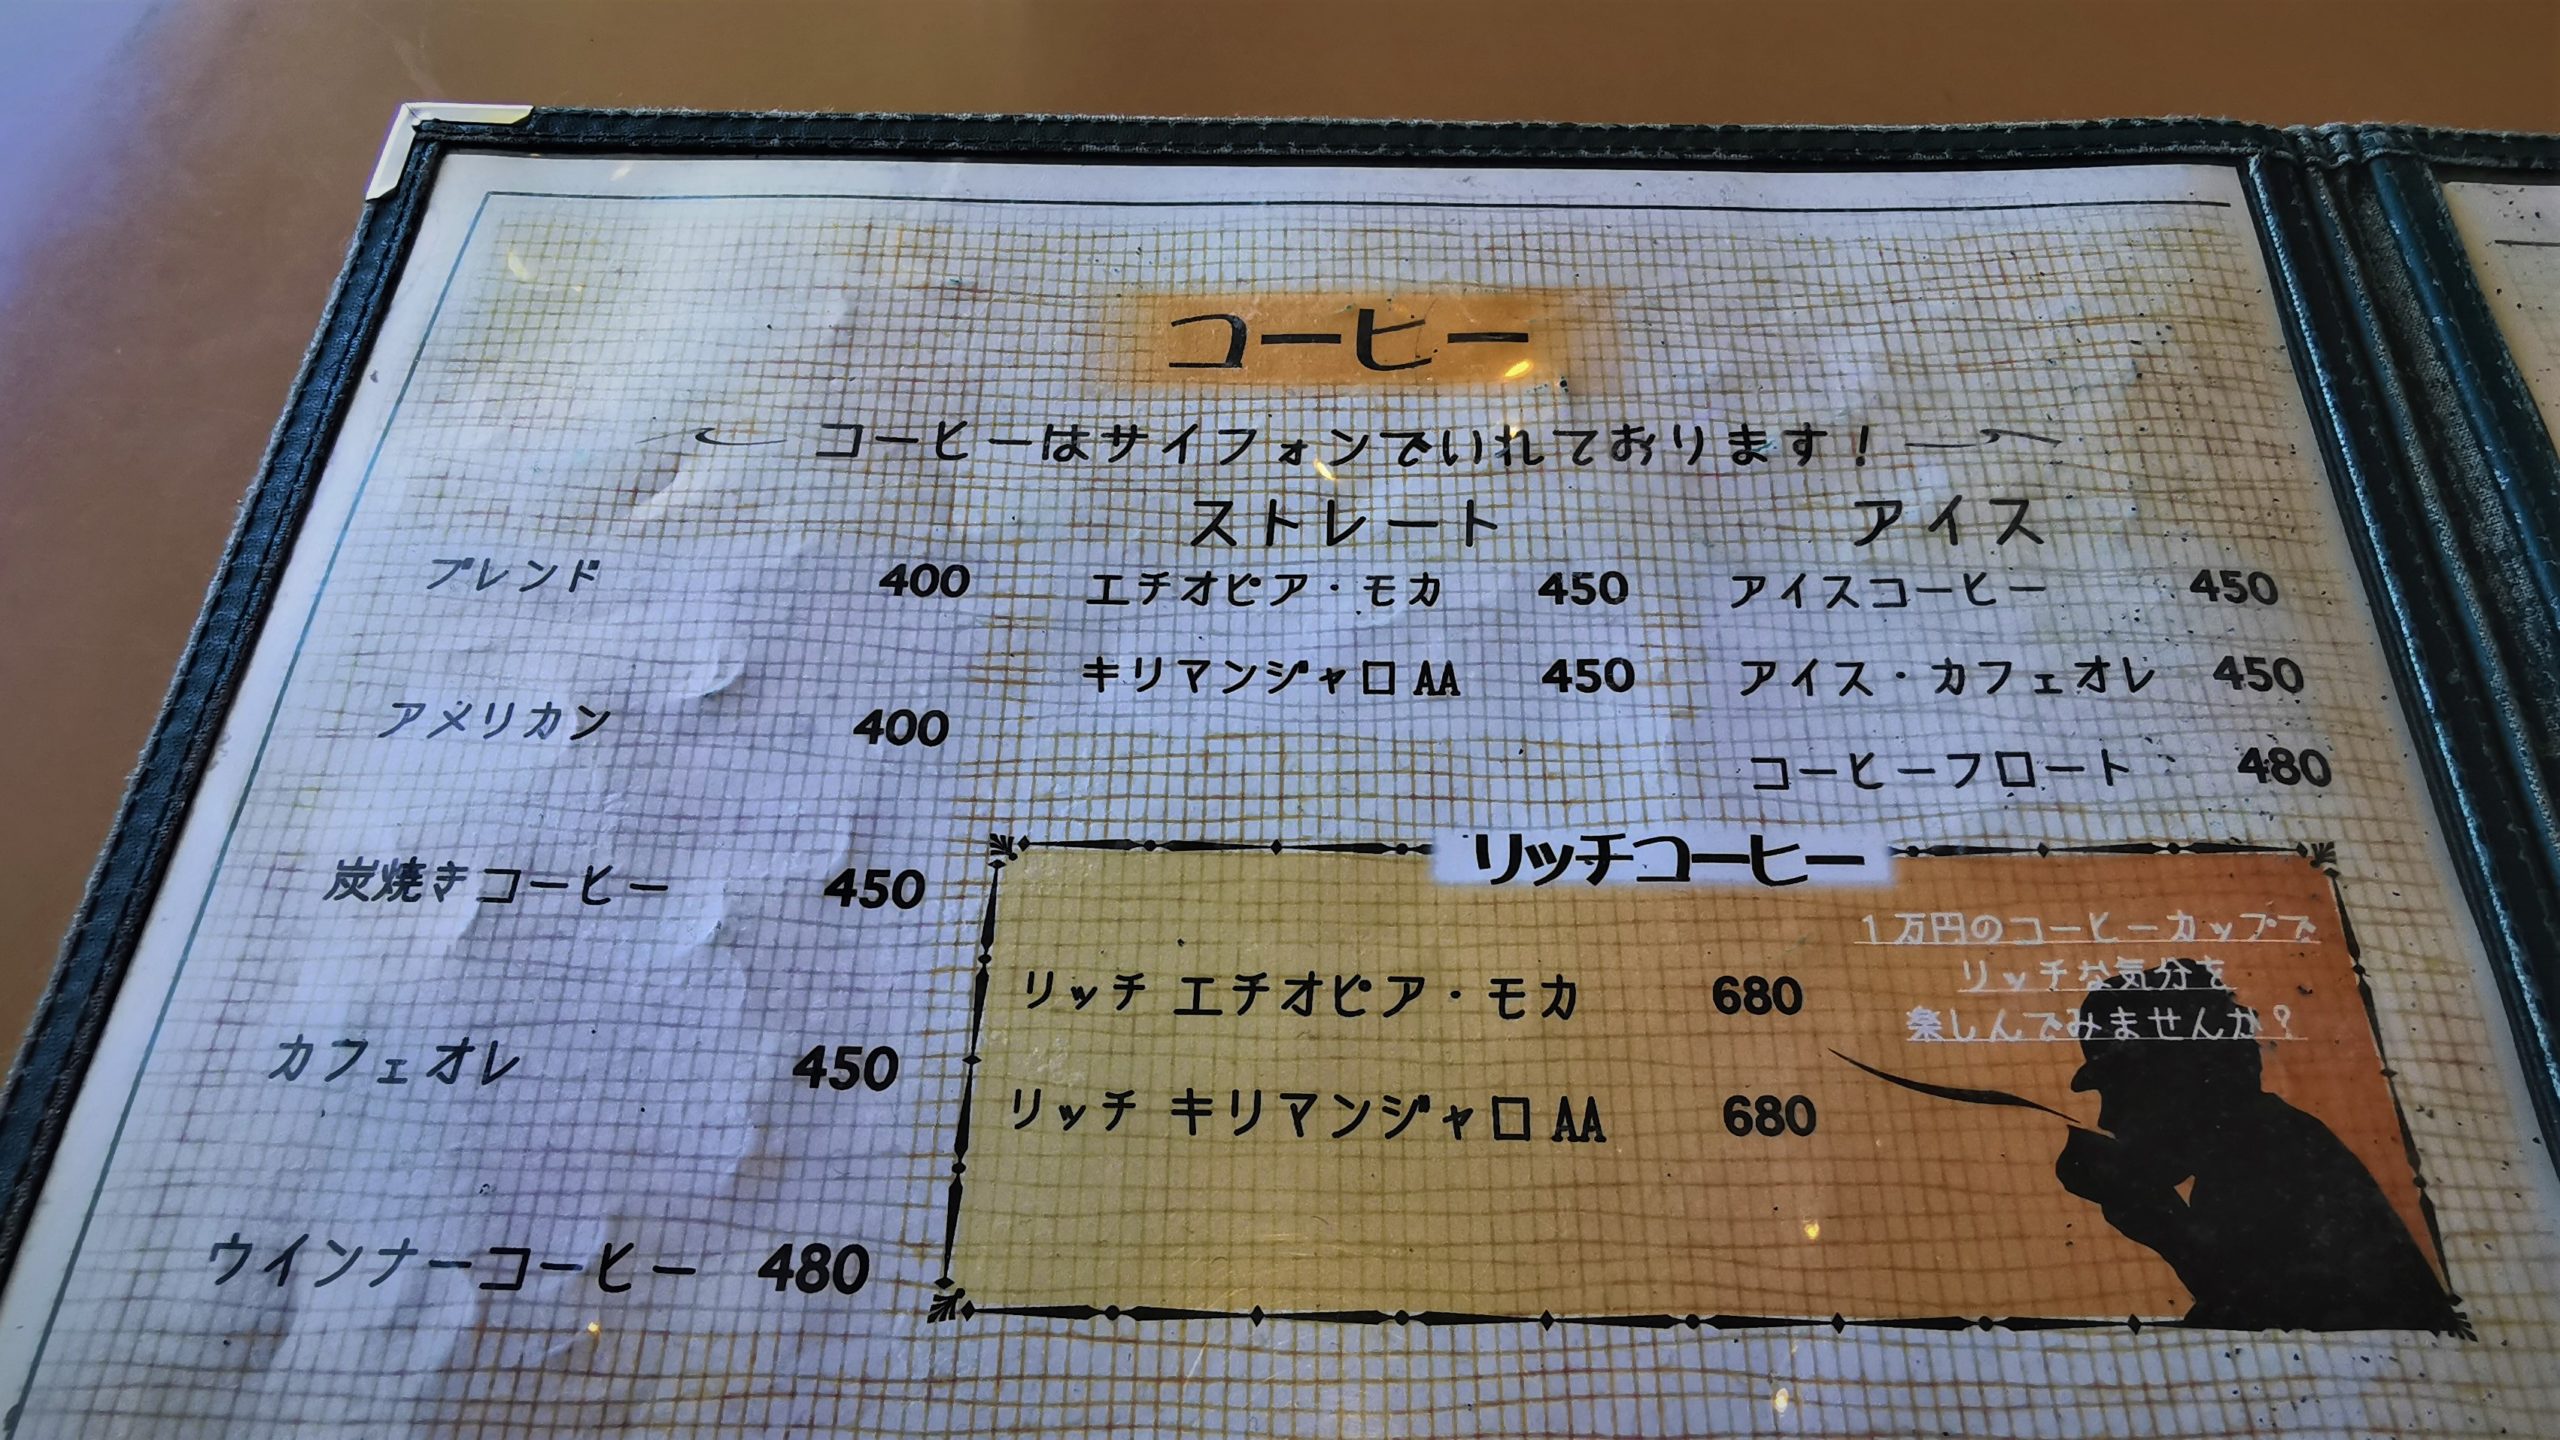 コーヒー
コーヒーはサイフォンでいれております！
ブレンド 400
アメリカン 400
炭焼きコーヒー 450
カフェオレ 450
ウインナーコーヒー 480
ストレート
エチオピア・モカ 450
キリマンジャロAA 450
アイス
アイスコーヒー 450
アイス・カフェオレ 450
コーヒーフロート 480
リッチコーヒー
リッチ エチオピア・モカ 680
リッチ キリマンジャロAA 680
１万円のコーヒーカップで
リッチな気分を
楽しんでみませんか？